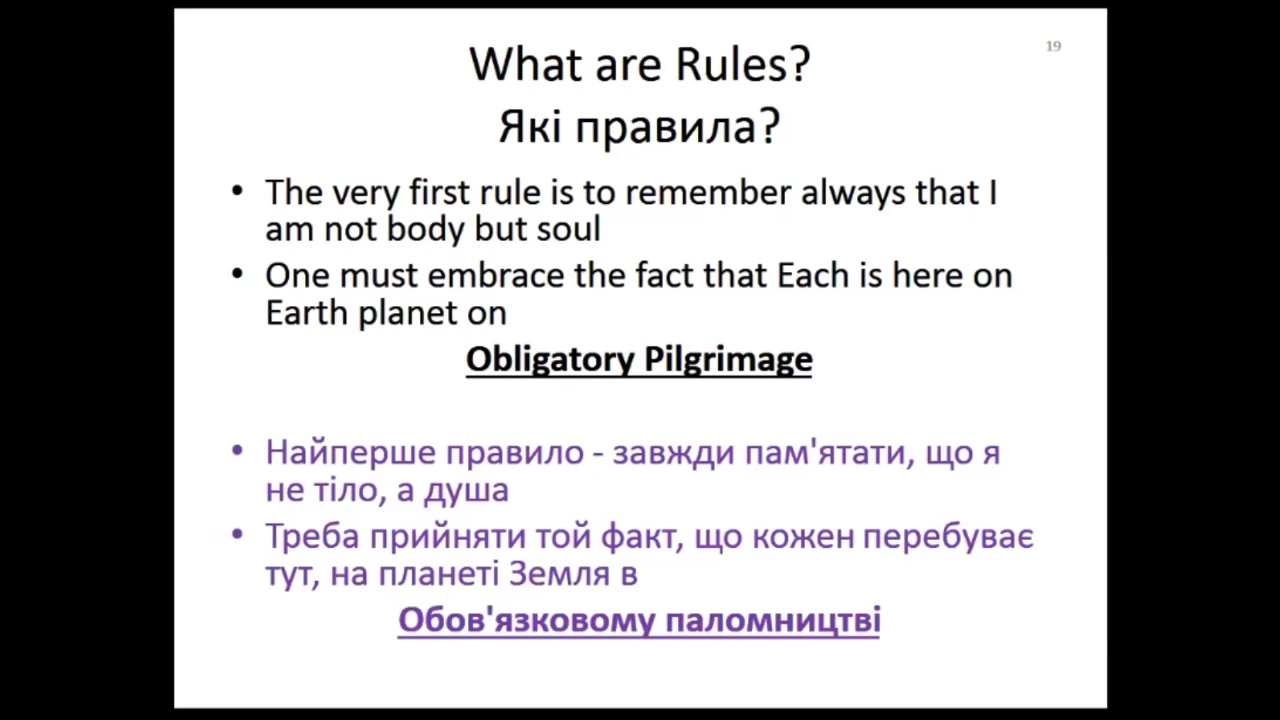 19
What are Rules?
Які правила?
• The very first rule is to remember always that I
am not body but soul
• One must embrace the fact that Each is here on
Earth planet on
Obligatory Pilgrimage
• Найперше правило - завжди пам'ятати, що я
не тіло, а душа
• Треба прийняти той факт, що кожен перебуває
тут, на планеті Земля в
Обов'язковому паломництві